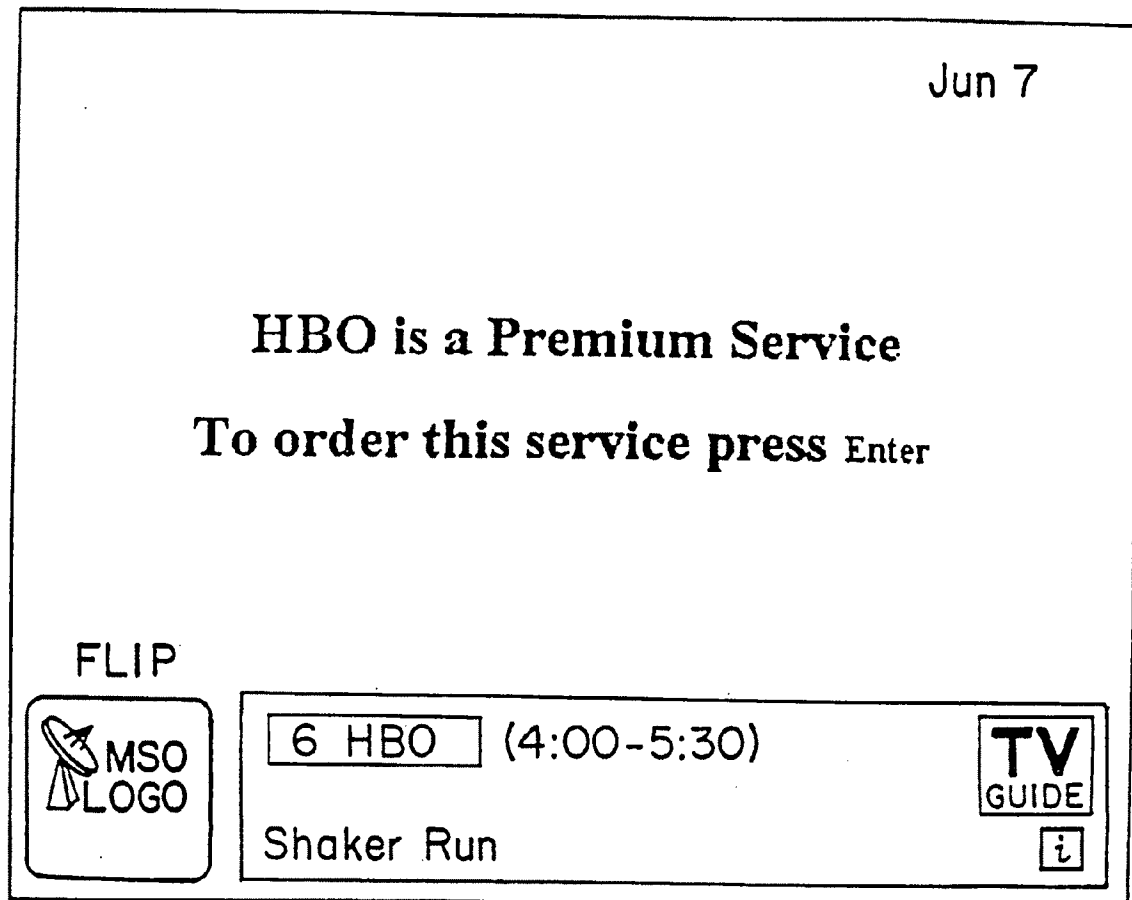 Jun 7
HBO is a Premium Service
To order this service press Enter
FLIP
MSO
LOGO
6 HBO (4:00-5:30)
Shaker Run
TV
GUIDE
i